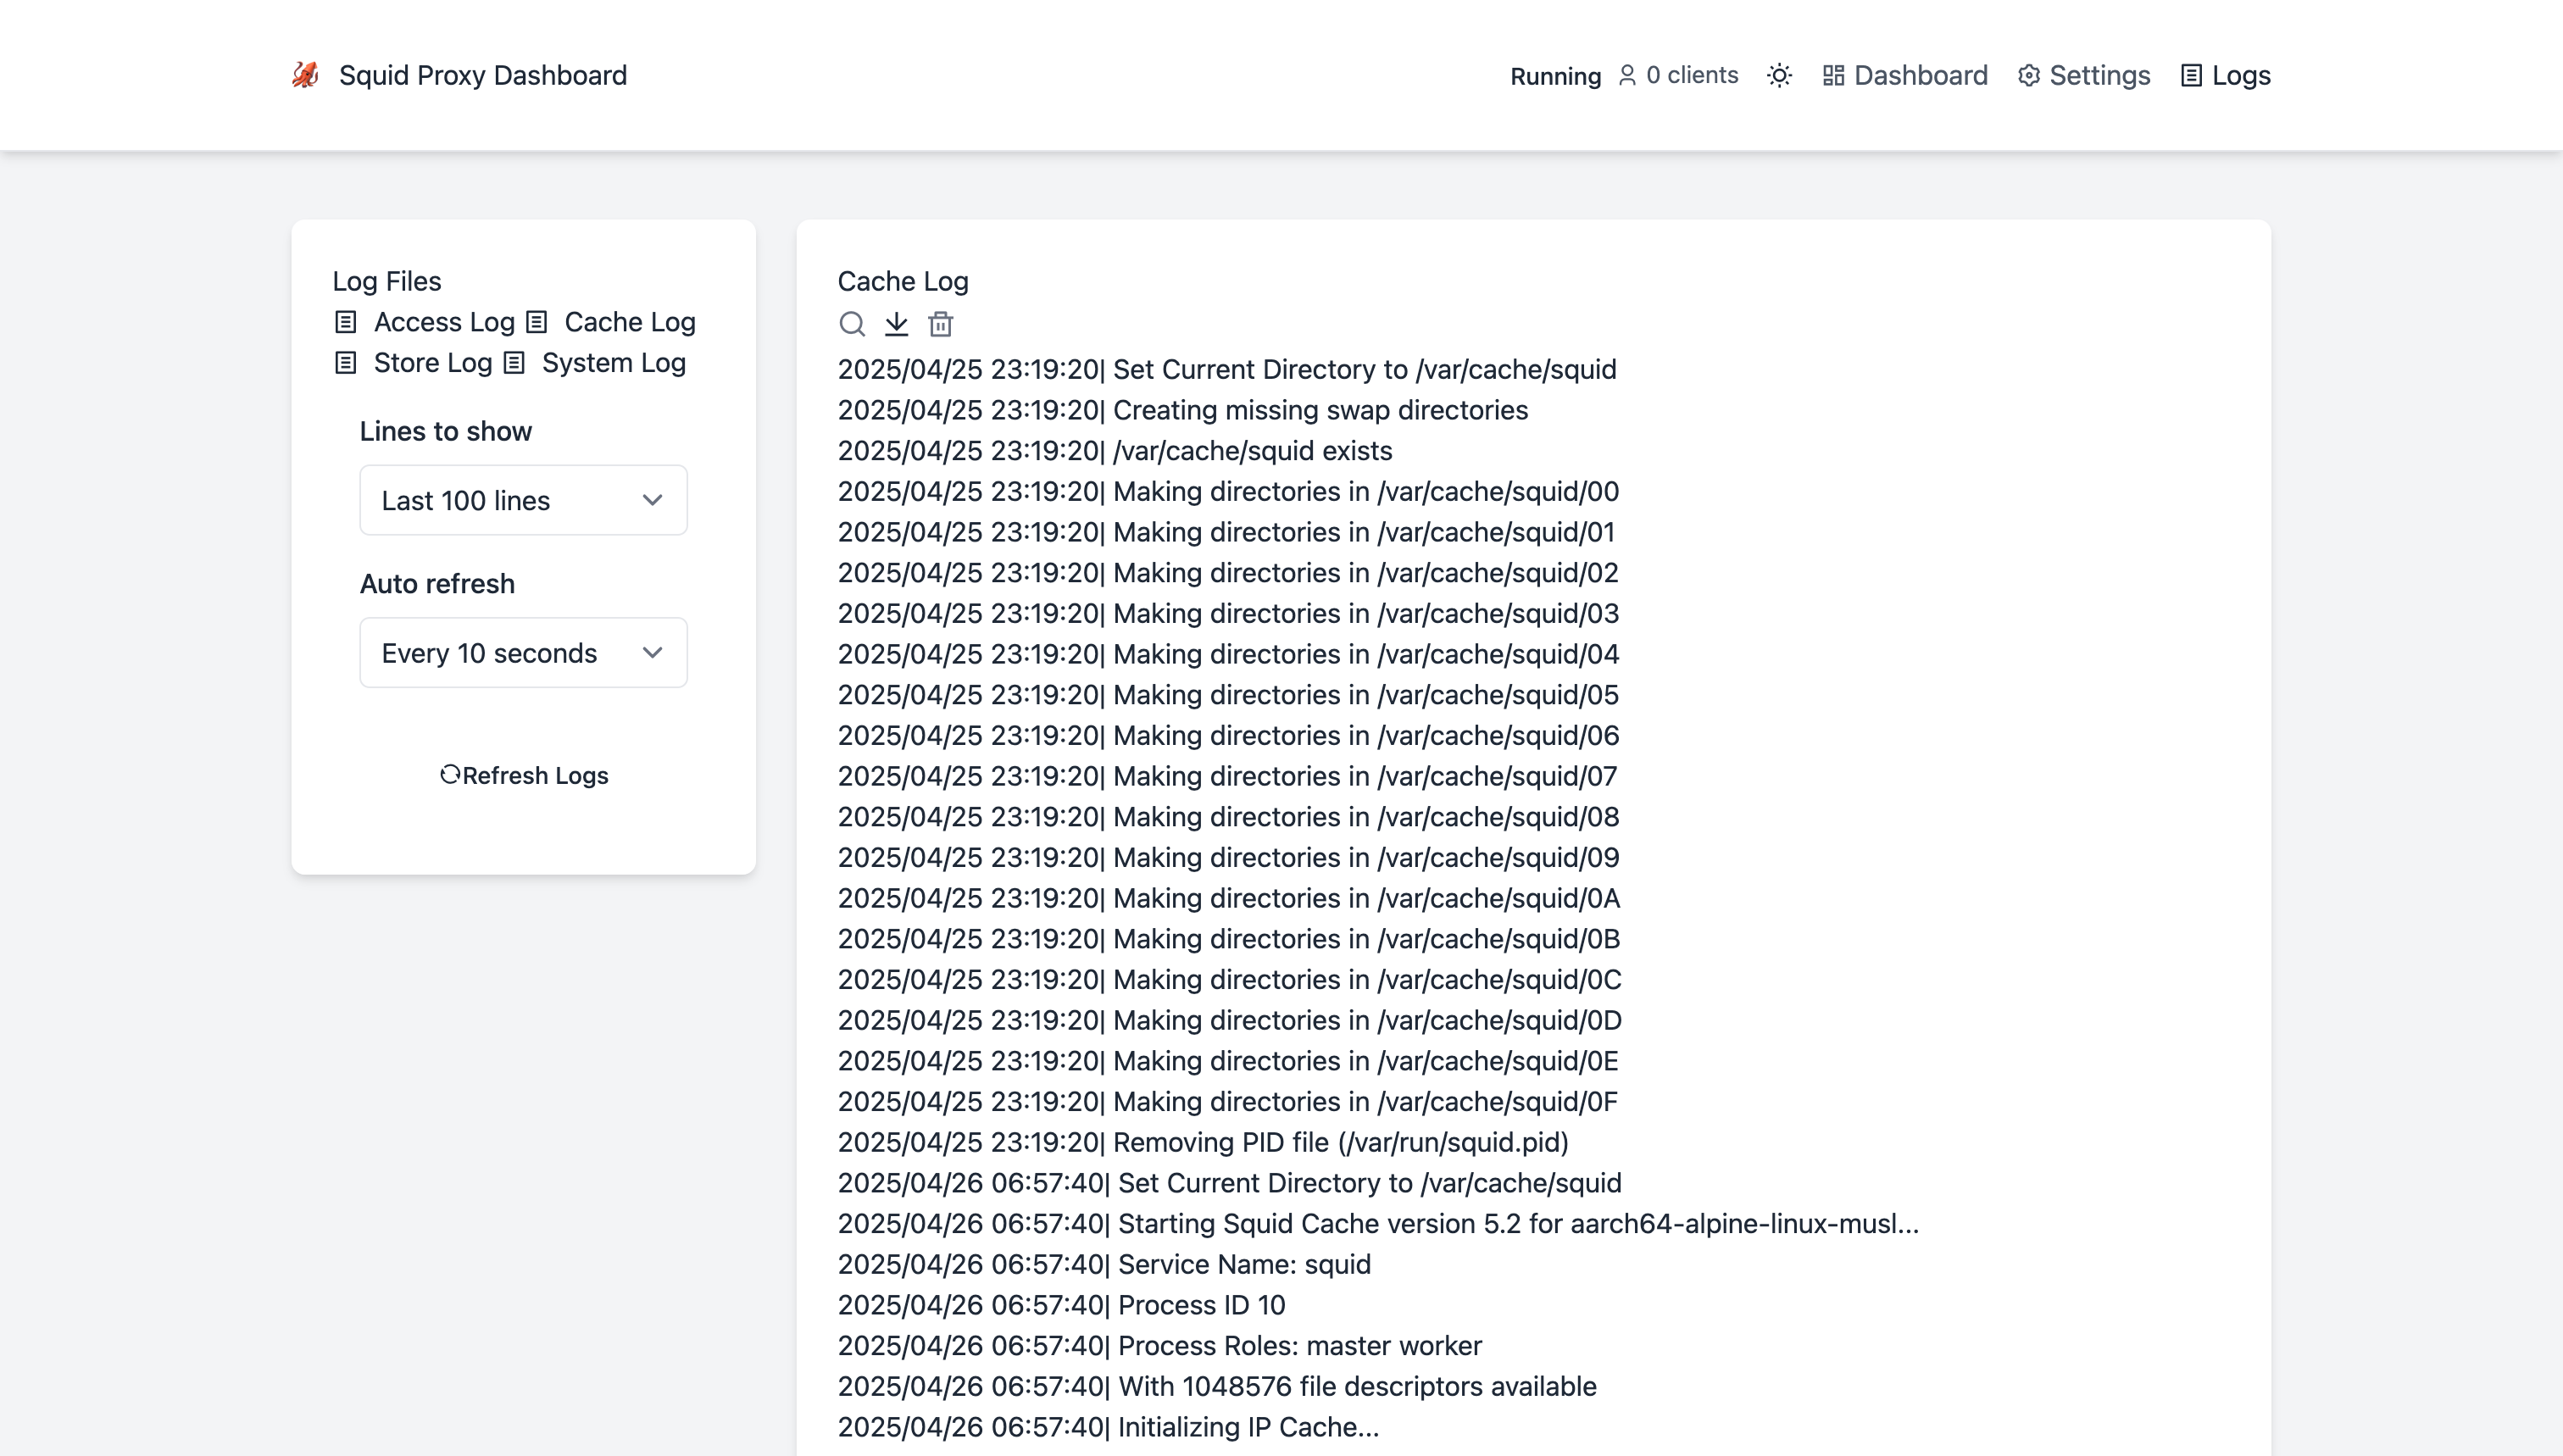 Squid Proxy Dashboard
Running 0 clients Dashboard Settings Logs
Log Files
Access Log Cache Log
Store Log System Log
Lines to show
Last 100 lines
Auto refresh
Every 10 seconds
Refresh Logs
Cache Log
2025/04/25 23:19:20| Set Current Directory to /var/cache/squid
2025/04/25 23:19:20| Creating missing swap directories
2025/04/25 23:19:20| /var/cache/squid exists
2025/04/25 23:19:20| Making directories in /var/cache/squid/00
2025/04/25 23:19:20| Making directories in /var/cache/squid/01
2025/04/25 23:19:20| Making directories in /var/cache/squid/02
2025/04/25 23:19:20| Making directories in /var/cache/squid/03
2025/04/25 23:19:20| Making directories in /var/cache/squid/04
2025/04/25 23:19:20| Making directories in /var/cache/squid/05
2025/04/25 23:19:20| Making directories in /var/cache/squid/06
2025/04/25 23:19:20| Making directories in /var/cache/squid/07
2025/04/25 23:19:20| Making directories in /var/cache/squid/08
2025/04/25 23:19:20| Making directories in /var/cache/squid/09
2025/04/25 23:19:20| Making directories in /var/cache/squid/0A
2025/04/25 23:19:20| Making directories in /var/cache/squid/0B
2025/04/25 23:19:20| Making directories in /var/cache/squid/0C
2025/04/25 23:19:20| Making directories in /var/cache/squid/0D
2025/04/25 23:19:20| Making directories in /var/cache/squid/0E
2025/04/25 23:19:20| Making directories in /var/cache/squid/0F
2025/04/25 23:19:20| Removing PID file (/var/run/squid.pid)
2025/04/26 06:57:40| Set Current Directory to /var/cache/squid
2025/04/26 06:57:40| Starting Squid Cache version 5.2 for aarch64-alpine-linux-musl...
2025/04/26 06:57:40| Service Name: squid
2025/04/26 06:57:40| Process ID 10
2025/04/26 06:57:40| Process Roles: master worker
2025/04/26 06:57:40| With 1048576 file descriptors available
2025/04/26 06:57:40| Initializing IP Cache...